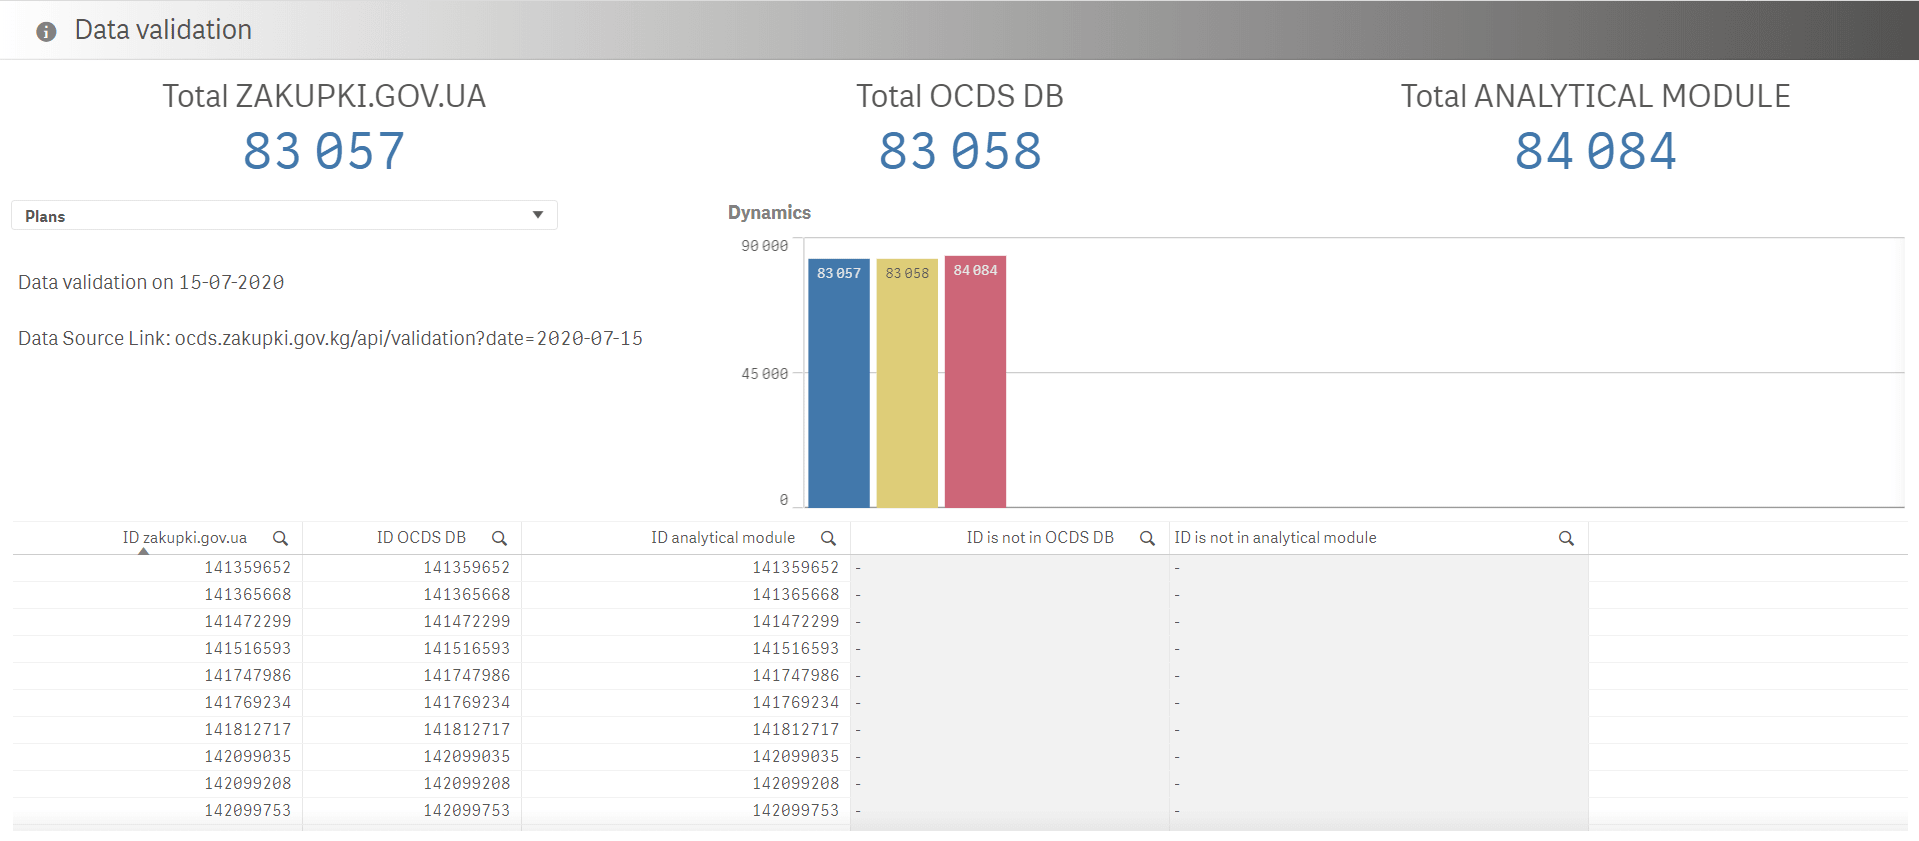 Data validation
Total ZAKUPKI.GOV.UA
83 057
Total OCDS DB
83 058
Total ANALYTICAL MODULE
84 084
Plans
Data validation on 15-07-2020
Data Source Link: ocds.zakupki.gov.kg/api/validation?date=2020-07-15
Dynamics
90 000
45 000
0
83 057 83 058 84 084
ID zakupki.gov.ua ID OCDS DB ID analytical module ID is not in OCDS DB ID is not in analytical module
141359652 141359652 141359652 - -
141365668 141365668 141365668 - -
141472299 141472299 141472299 - -
141516593 141516593 141516593 - -
141747986 141747986 141747986 - -
141769234 141769234 141769234 - -
141812717 141812717 141812717 - -
142099035 142099035 142099035 - -
142099208 142099208 142099208 - -
142099753 142099753 142099753 - -